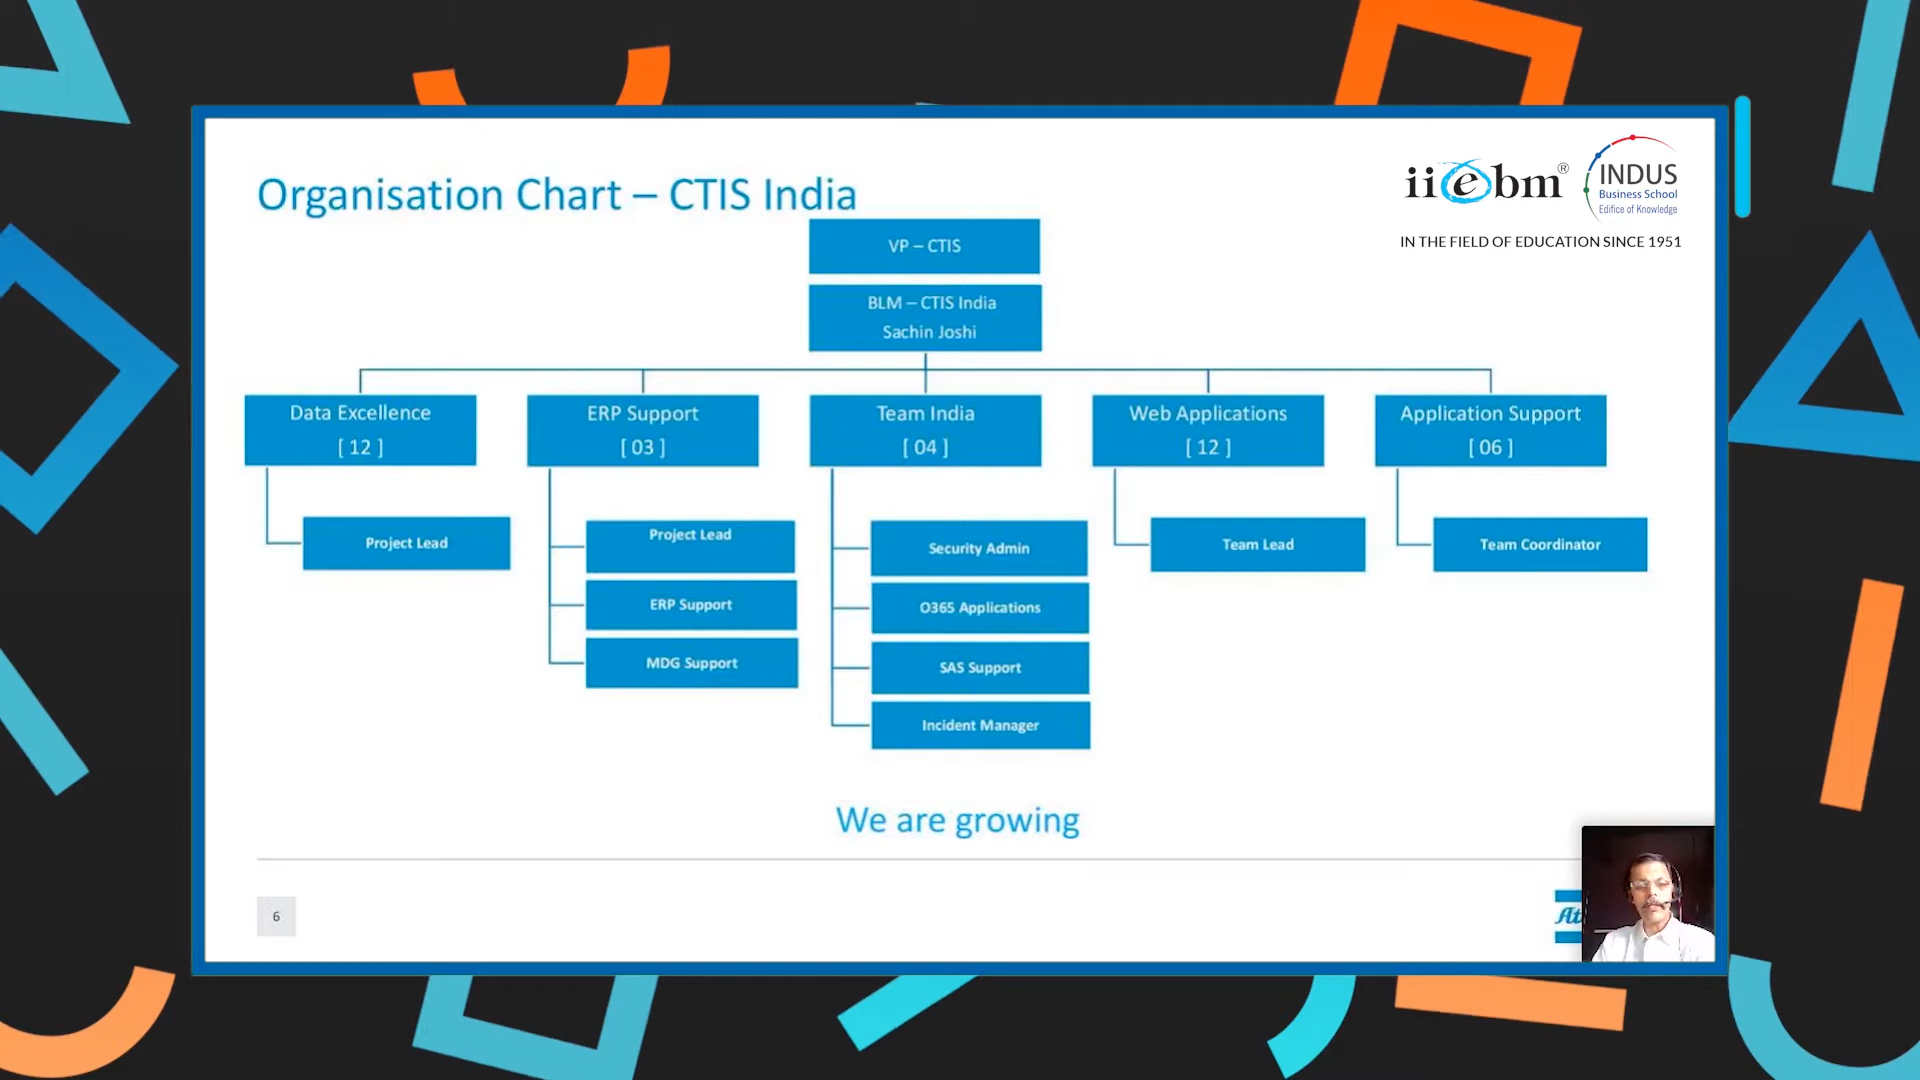 Organisation Chart – CTIS India
iiebm®
INDUS
Business School
Edifice of Knowledge
IN THE FIELD OF EDUCATION SINCE 1951
VP – CTIS
BLM – CTIS India
Sachin Joshi
Data Excellence
[ 12 ]
Project Lead
ERP Support
[ 03 ]
Project Lead
ERP Support
MDG Support
Team India
[ 04 ]
Security Admin
O365 Applications
SAS Support
Incident Manager
Web Applications
[ 12 ]
Team Lead
Application Support
[ 06 ]
Team Coordinator
We are growing
6